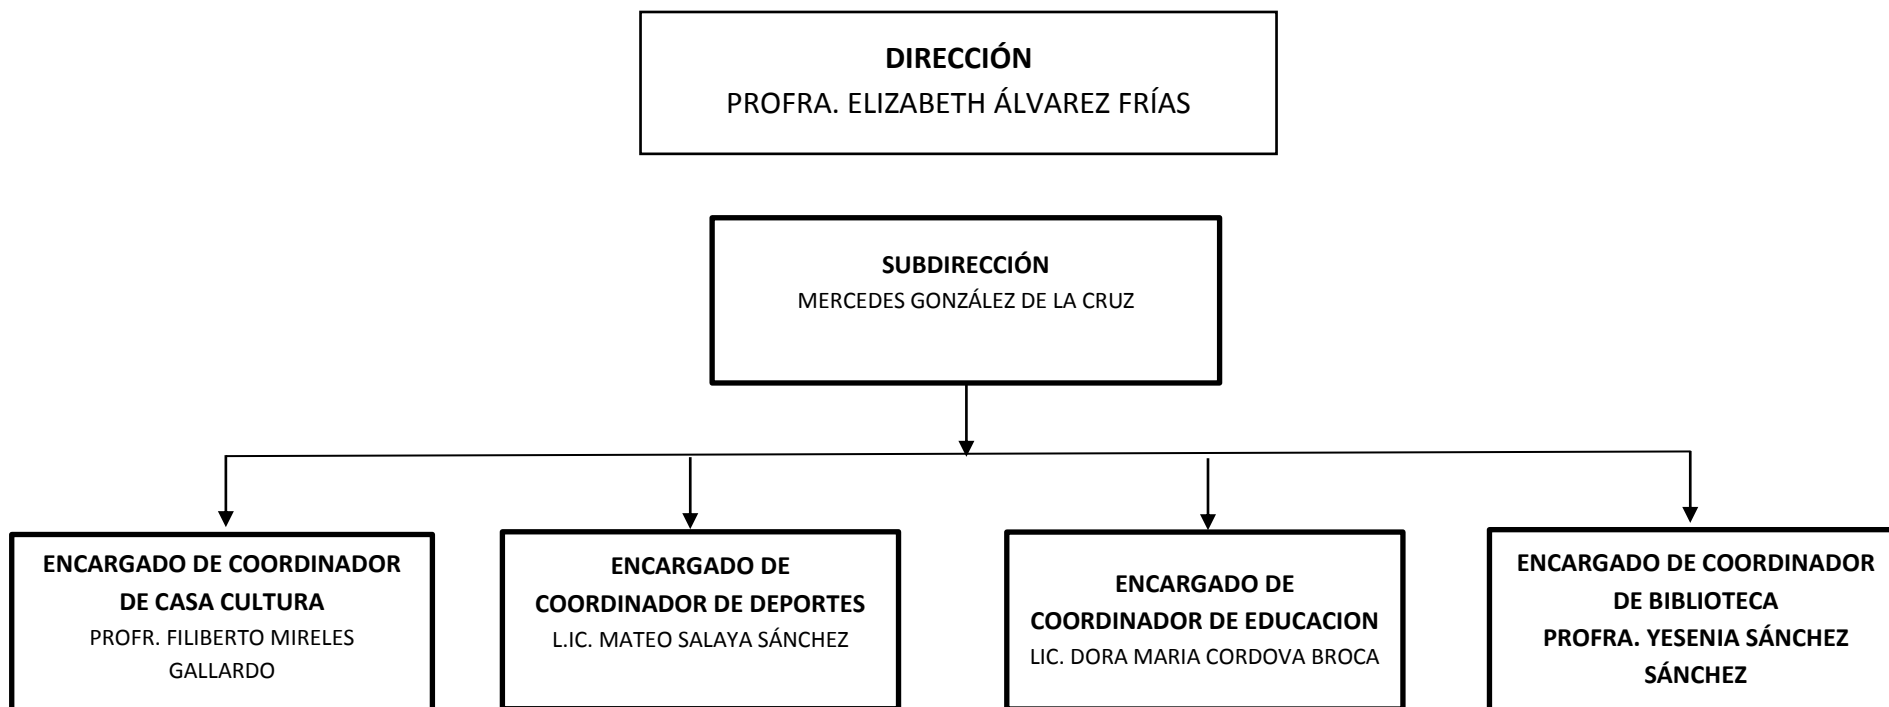 DIRECCIÓN
PROFRA. ELIZABETH ÁLVAREZ FRÍAS
SUBDIRECCIÓN
MERCEDES GONZÁLEZ DE LA CRUZ
ENCARGADO DE COORDINADOR
DE CASA CULTURA
PROFR. FILIBERTO MIRELES
GALLARDO
ENCARGADO DE
COORDINADOR DE DEPORTES
L.IC. MATEO SALAYA SÁNCHEZ
ENCARGADO DE
COORDINADOR DE EDUCACION
LIC. DORA MARIA CORDOVA BROCA
ENCARGADO DE COORDINADOR
DE BIBLIOTECA
PROFRA. YESENIA SÁNCHEZ
SÁNCHEZ